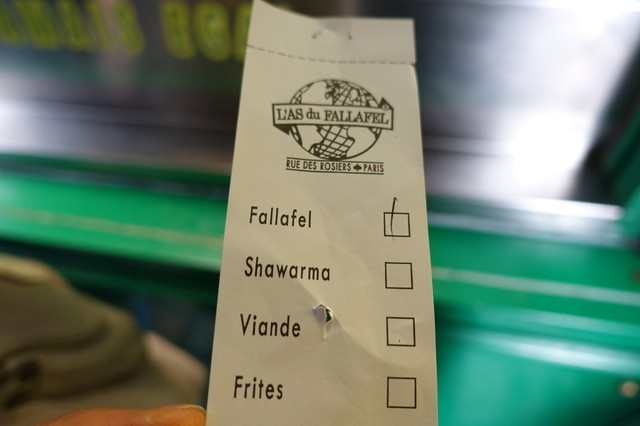 L'AS du FALLAFEL
RUE DES ROSIERS ♣ PARIS
Fallafel
Shawarma
Viande
Frites